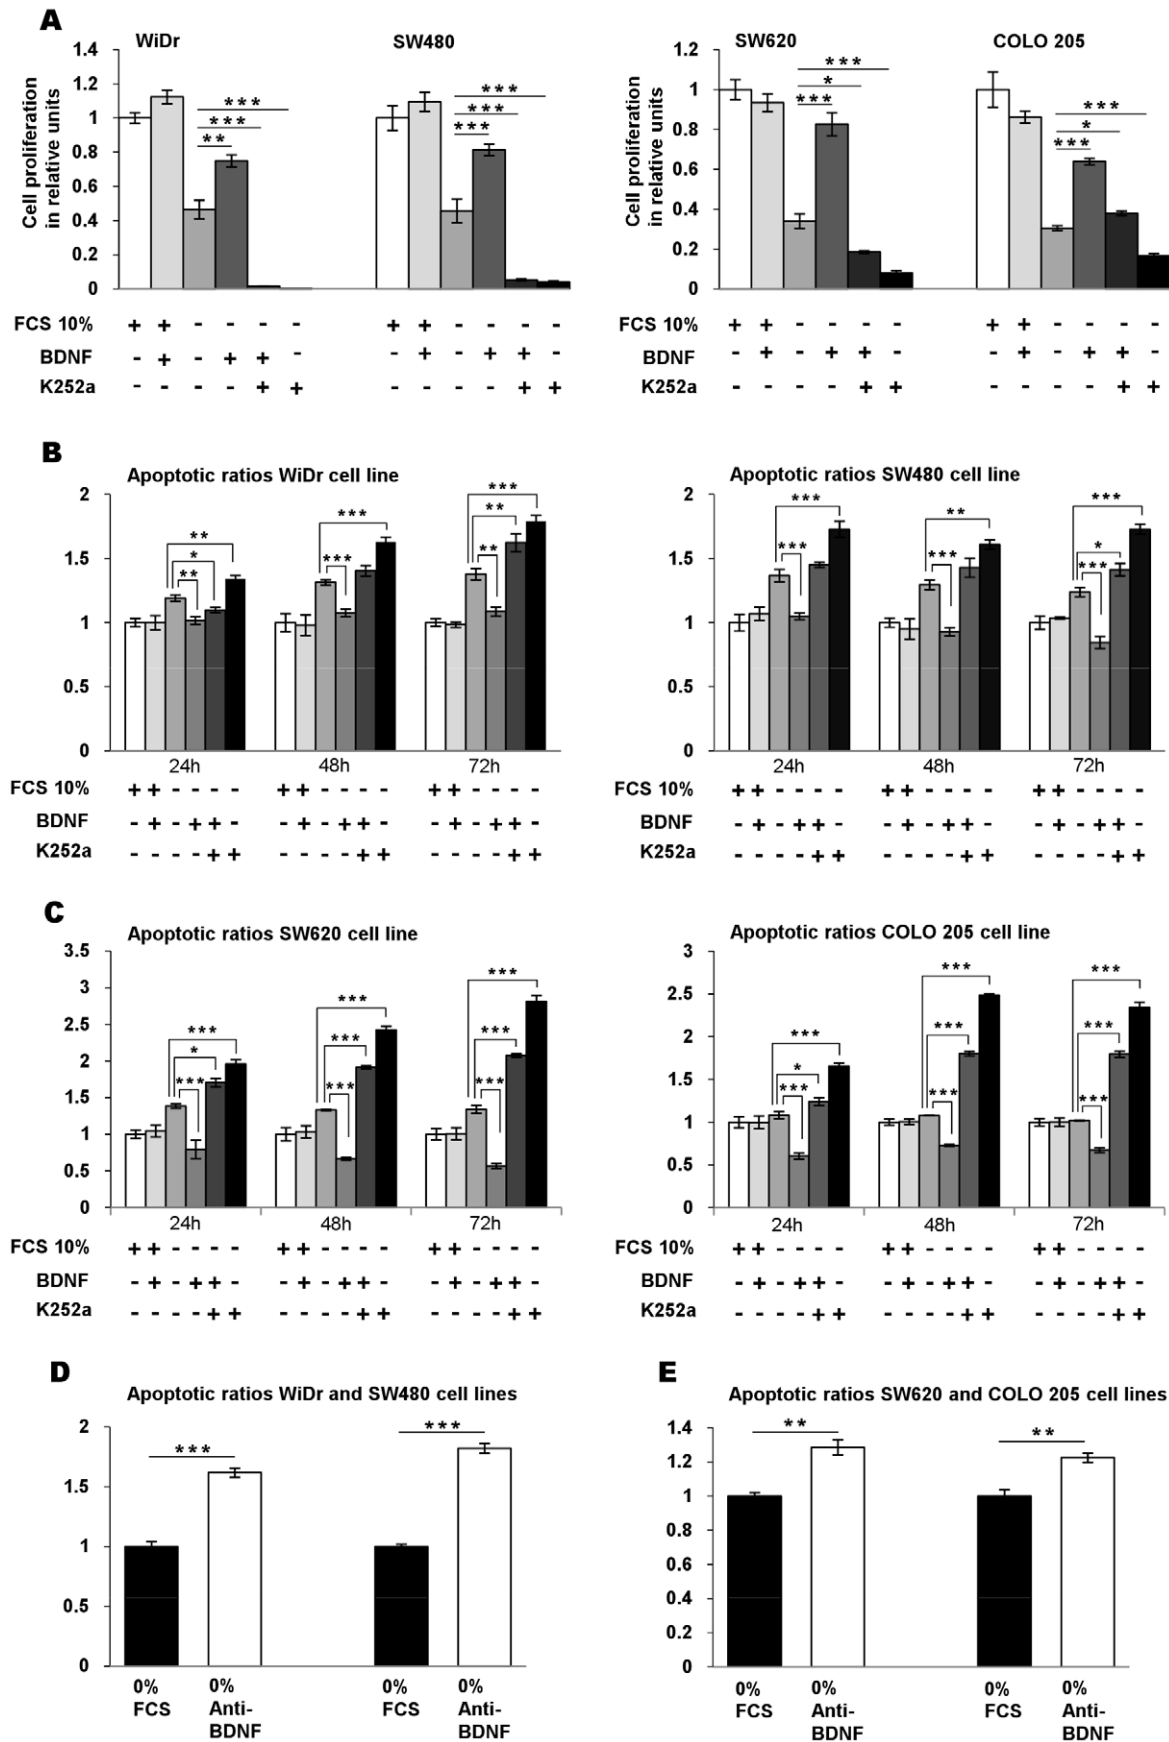 A
WiDr SW480 SW620 COLO 205
Cell proliferation
in relative units
1.4
1.2
1
0.8
0.6
0.4
0.2
0
*** *** **
*** *** ***
Cell proliferation
in relative units
1.2
1
0.8
0.6
0.4
0.2
0
*** * ***
*** * ***
FCS 10% + + - - - - + + - - - - FCS 10% + + - - - - + + - - - -
BDNF - + - + + - - + - + + - BDNF - + - + + - - + - + + -
K252a - - - - + + - - - - + + K252a - - - - + + - - - - + +
B
Apoptotic ratios WiDr cell line
2
1.5
1
0.5
0
** * **
*** ***
*** ** **
24h 48h 72h
FCS 10% + + - - - - + + - - - - + + - - - -
BDNF - + - + + - - + - + + - - + - + + -
K252a - - - - + + - - - - + + - - - - + +
Apoptotic ratios SW480 cell line
2
1.5
1
0.5
0
*** ***
** ***
*** * ***
24h 48h 72h
FCS 10% + + - - - - + + - - - - + + - - - -
BDNF - + - + + - - + - + + - - + - + + -
K252a - - - - + + - - - - + + - - - - + +
C
Apoptotic ratios SW620 cell line
3.5
3
2.5
2
1.5
1
0.5
0
*** * ***
*** *** ***
*** *** ***
24h 48h 72h
FCS 10% + + - - - - + + - - - - + + - - - -
BDNF - + - + + - - + - + + - - + - + + -
K252a - - - - + + - - - - + + - - - - + +
Apoptotic ratios COLO 205 cell line
3
2.5
2
1.5
1
0.5
0
*** * ***
*** *** ***
*** *** ***
24h 48h 72h
FCS 10% + + - - - - + + - - - - + + - - - -
BDNF - + - + + - - + - + + - - + - + + -
K252a - - - - + + - - - - + + - - - - + +
D
Apoptotic ratios WiDr and SW480 cell lines
2
1.5
1
0.5
0
*** ***
0% 0% 0% 0%
FCS Anti- FCS Anti-
BDNF BDNF
E
Apoptotic ratios SW620 and COLO 205 cell lines
1.4
1.2
1
0.8
0.6
0.4
0.2
0
** **
0% 0% 0% 0%
FCS Anti- FCS Anti-
BDNF BDNF